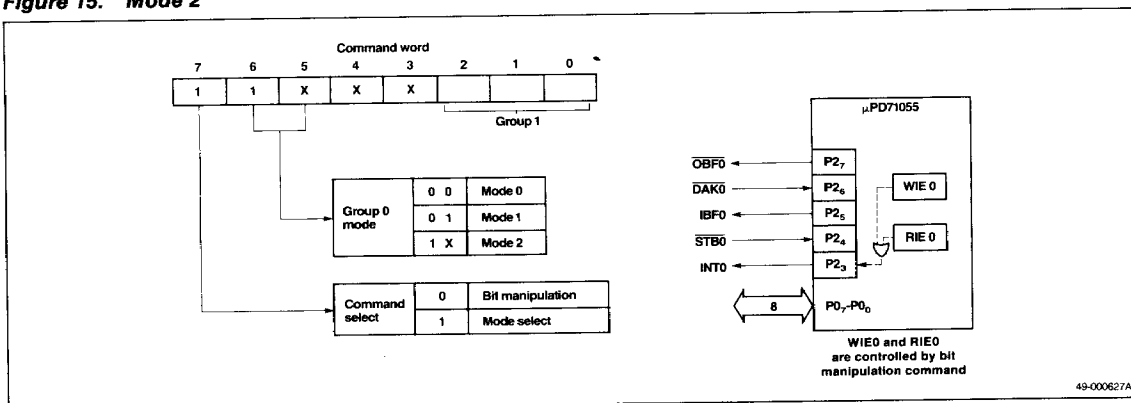 Figure 15. Mode 2
Command word
7 6 5 4 3 2 1 0
1 1 X X X
Group 1
Group 0 mode
0 0 Mode 0
0 1 Mode 1
1 X Mode 2
Command select
0 Bit manipulation
1 Mode select
μPD71055
OBF0 P2₇
DAK0 P2₆
IBF0 P2₅
STB0 P2₄
INT0 P2₃
WIE 0
RIE 0
8 P0₇-P0₀
WIE0 and RIE0
are controlled by bit
manipulation command
49-000627A